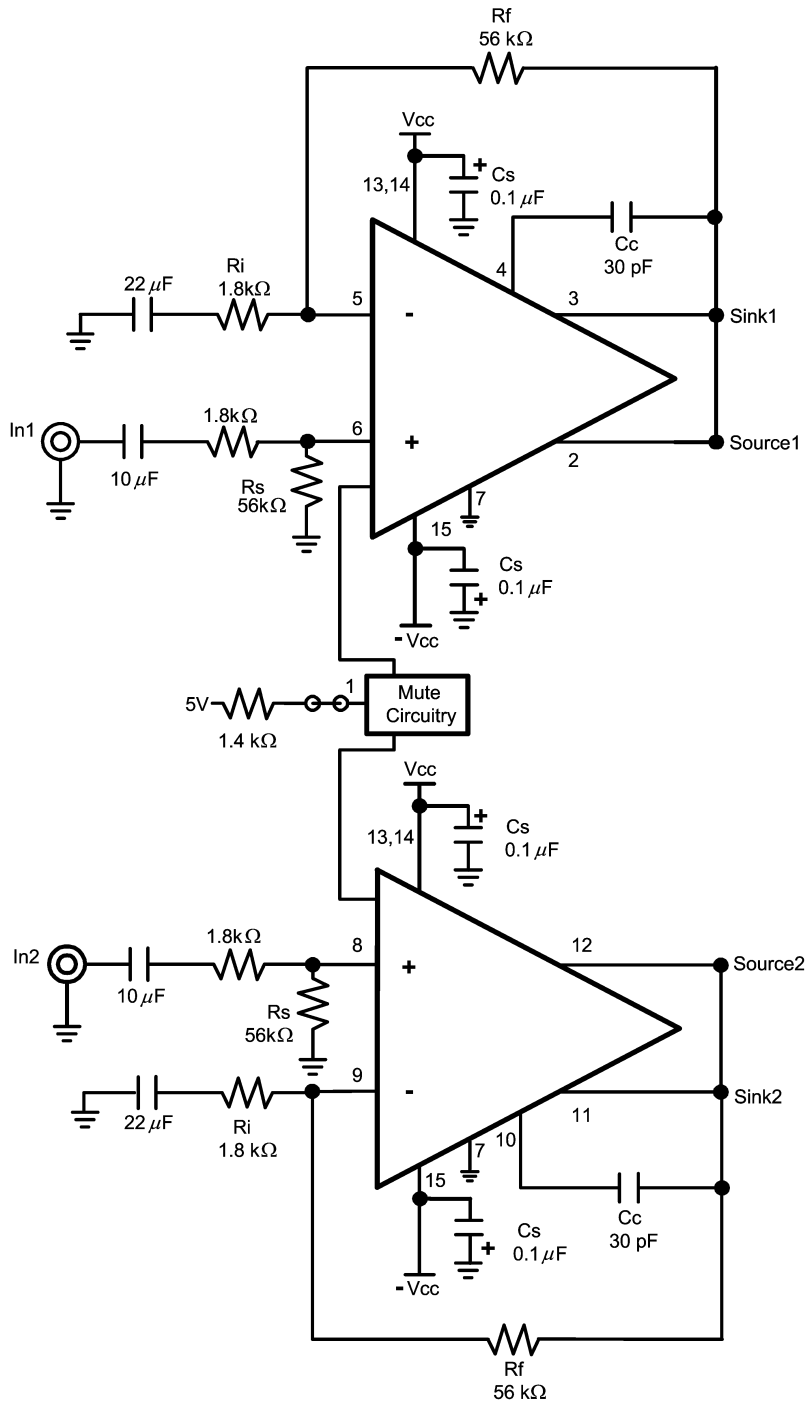 Rf
56 kΩ
Vcc
13,14
+
Cs
0.1 μF
4
Cc
30 pF
22 μF
Ri
1.8kΩ
5
-
3
Sink1
In1
10 μF
1.8kΩ
6
+
Rs
56kΩ
2
Source1
7
15
Cs
0.1 μF
+
- Vcc
5V
1.4 kΩ
1
Mute
Circuitry
Vcc
13,14
+
Cs
0.1 μF
In2
10 μF
1.8kΩ
8
+
Rs
56kΩ
12
Source2
9
-
22 μF
Ri
1.8 kΩ
11
Sink2
10
7
15
Cc
30 pF
Cs
0.1 μF
+
- Vcc
Rf
56 kΩ